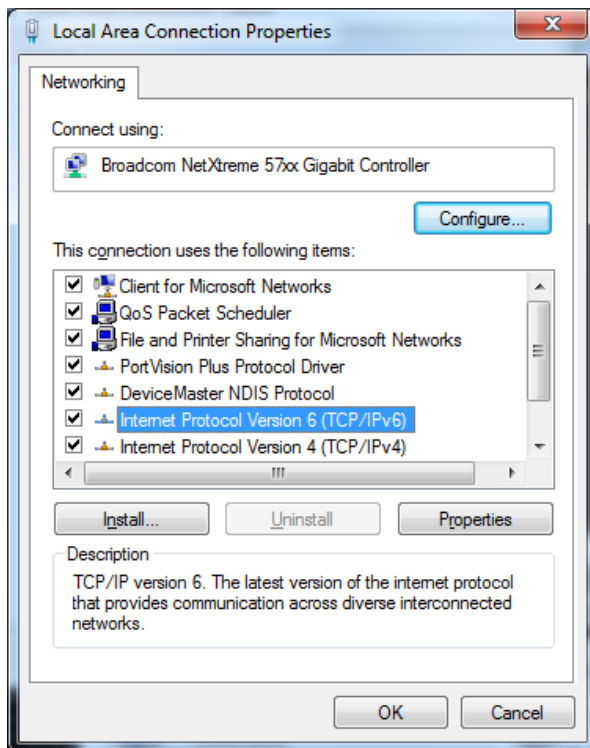 Local Area Connection Properties
Networking
Connect using:
Broadcom NetXtreme 57xx Gigabit Controller
Configure...
This connection uses the following items:
Client for Microsoft Networks
QoS Packet Scheduler
File and Printer Sharing for Microsoft Networks
PortVision Plus Protocol Driver
DeviceMaster NDIS Protocol
Internet Protocol Version 6 (TCP/IPv6)
Internet Protocol Version 4 (TCP/IPv4)
Install... Uninstall Properties
Description
TCP/IP version 6. The latest version of the internet protocol
that provides communication across diverse interconnected
networks.
OK Cancel